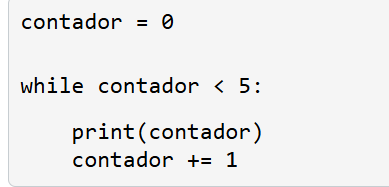 contador = 0
while contador < 5:
    print(contador)
    contador += 1